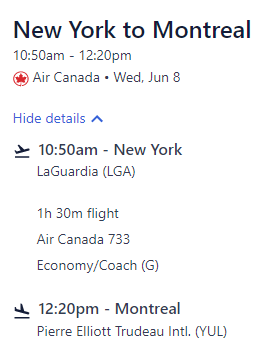 New York to Montreal
10:50am - 12:20pm
Air Canada • Wed, Jun 8
Hide details
10:50am - New York
LaGuardia (LGA)
1h 30m flight
Air Canada 733
Economy/Coach (G)
12:20pm - Montreal
Pierre Elliott Trudeau Intl. (YUL)